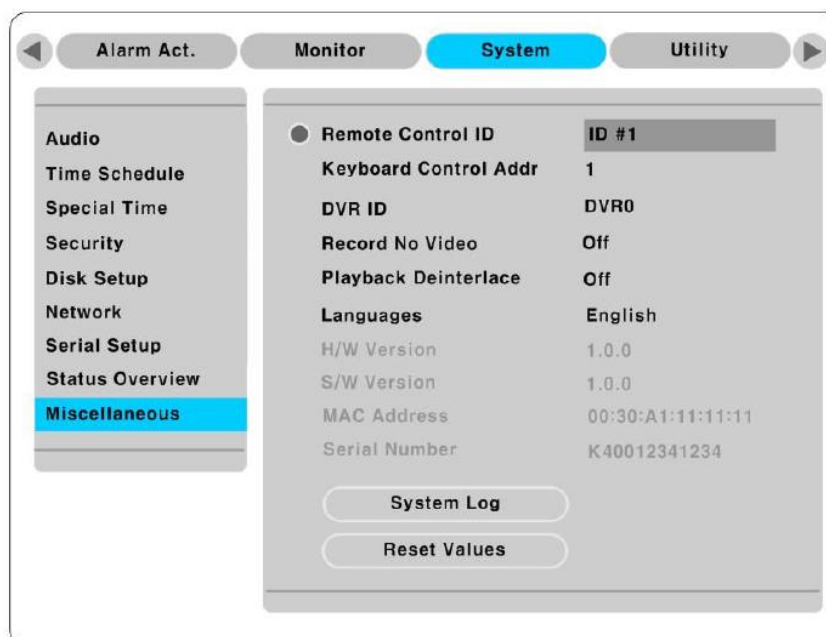 Alarm Act. Monitor System Utility
Audio
Time Schedule
Special Time
Security
Disk Setup
Network
Serial Setup
Status Overview
Miscellaneous
Remote Control ID ID #1
Keyboard Control Addr 1
DVR ID DVR0
Record No Video Off
Playback Deinterlace Off
Languages English
H/W Version 1.0.0
S/W Version 1.0.0
MAC Address 00:30:A1:11:11:11
Serial Number K40012341234
System Log
Reset Values